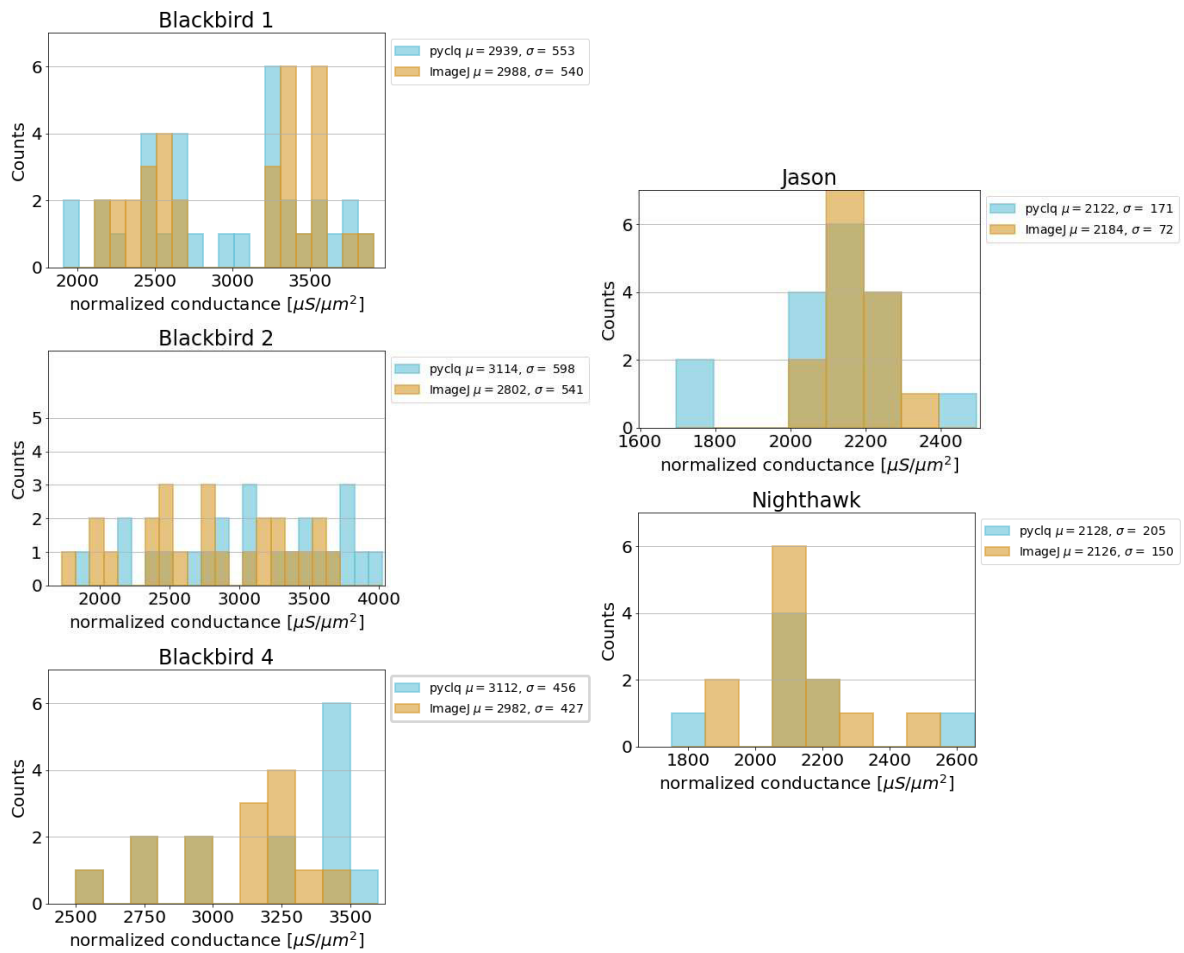 Blackbird 1
6
4
2
0
Counts
2000 2500 3000 3500
normalized conductance [μS/μm²]
pyclq μ = 2939, σ = 553
ImageJ μ = 2988, σ = 540
Blackbird 2
5
4
3
2
1
0
Counts
2000 2500 3000 3500 4000
normalized conductance [μS/μm²]
pyclq μ = 3114, σ = 598
ImageJ μ = 2802, σ = 541
Blackbird 4
6
4
2
0
Counts
2500 2750 3000 3250 3500
normalized conductance [μS/μm²]
pyclq μ = 3112, σ = 456
ImageJ μ = 2982, σ = 427
Jason
6
4
2
0
Counts
1600 1800 2000 2200 2400
normalized conductance [μS/μm²]
pyclq μ = 2122, σ = 171
ImageJ μ = 2184, σ = 72
Nighthawk
6
4
2
0
Counts
1800 2000 2200 2400 2600
normalized conductance [μS/μm²]
pyclq μ = 2128, σ = 205
ImageJ μ = 2126, σ = 150